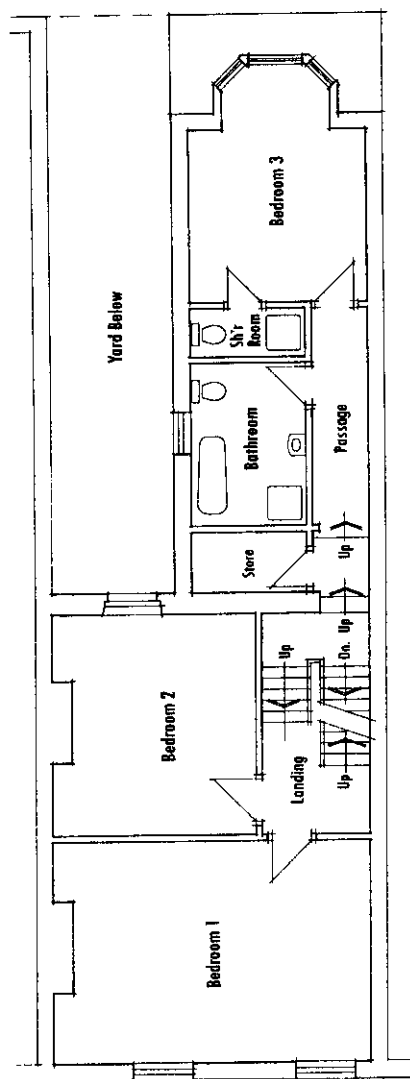 Yard Below
Bedroom 3
Sh'r
Room
Bathroom
Passage
Store
Up
Up
Dn.
Up
Bedroom 2
Landing
Up
Bedroom 1